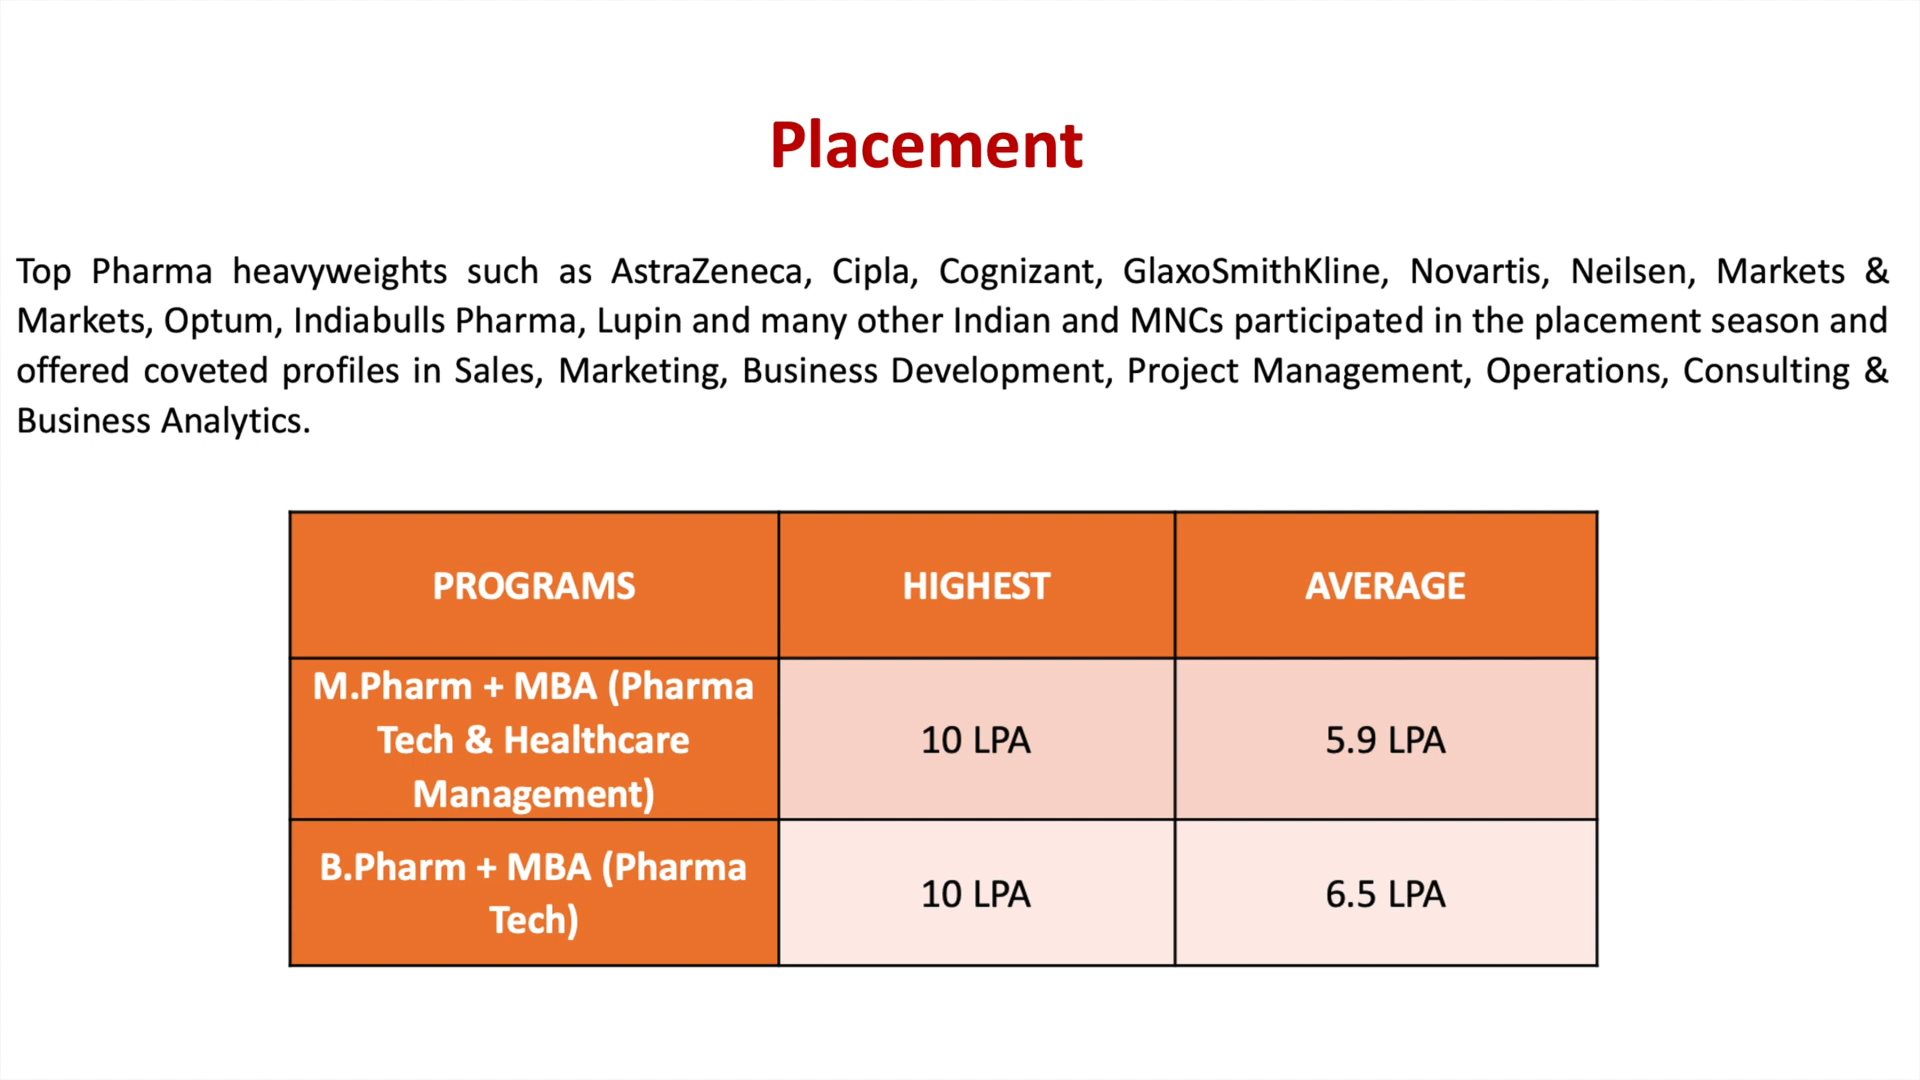 Placement
Top Pharma heavyweights such as AstraZeneca, Cipla, Cognizant, GlaxoSmithKline, Novartis, Neilsen, Markets &
Markets, Optum, Indiabulls Pharma, Lupin and many other Indian and MNCs participated in the placement season and
offered coveted profiles in Sales, Marketing, Business Development, Project Management, Operations, Consulting &
Business Analytics.
PROGRAMS HIGHEST AVERAGE
M.Pharm + MBA (Pharma
Tech & Healthcare
Management)
10 LPA 5.9 LPA
B.Pharm + MBA (Pharma
Tech)
10 LPA 6.5 LPA